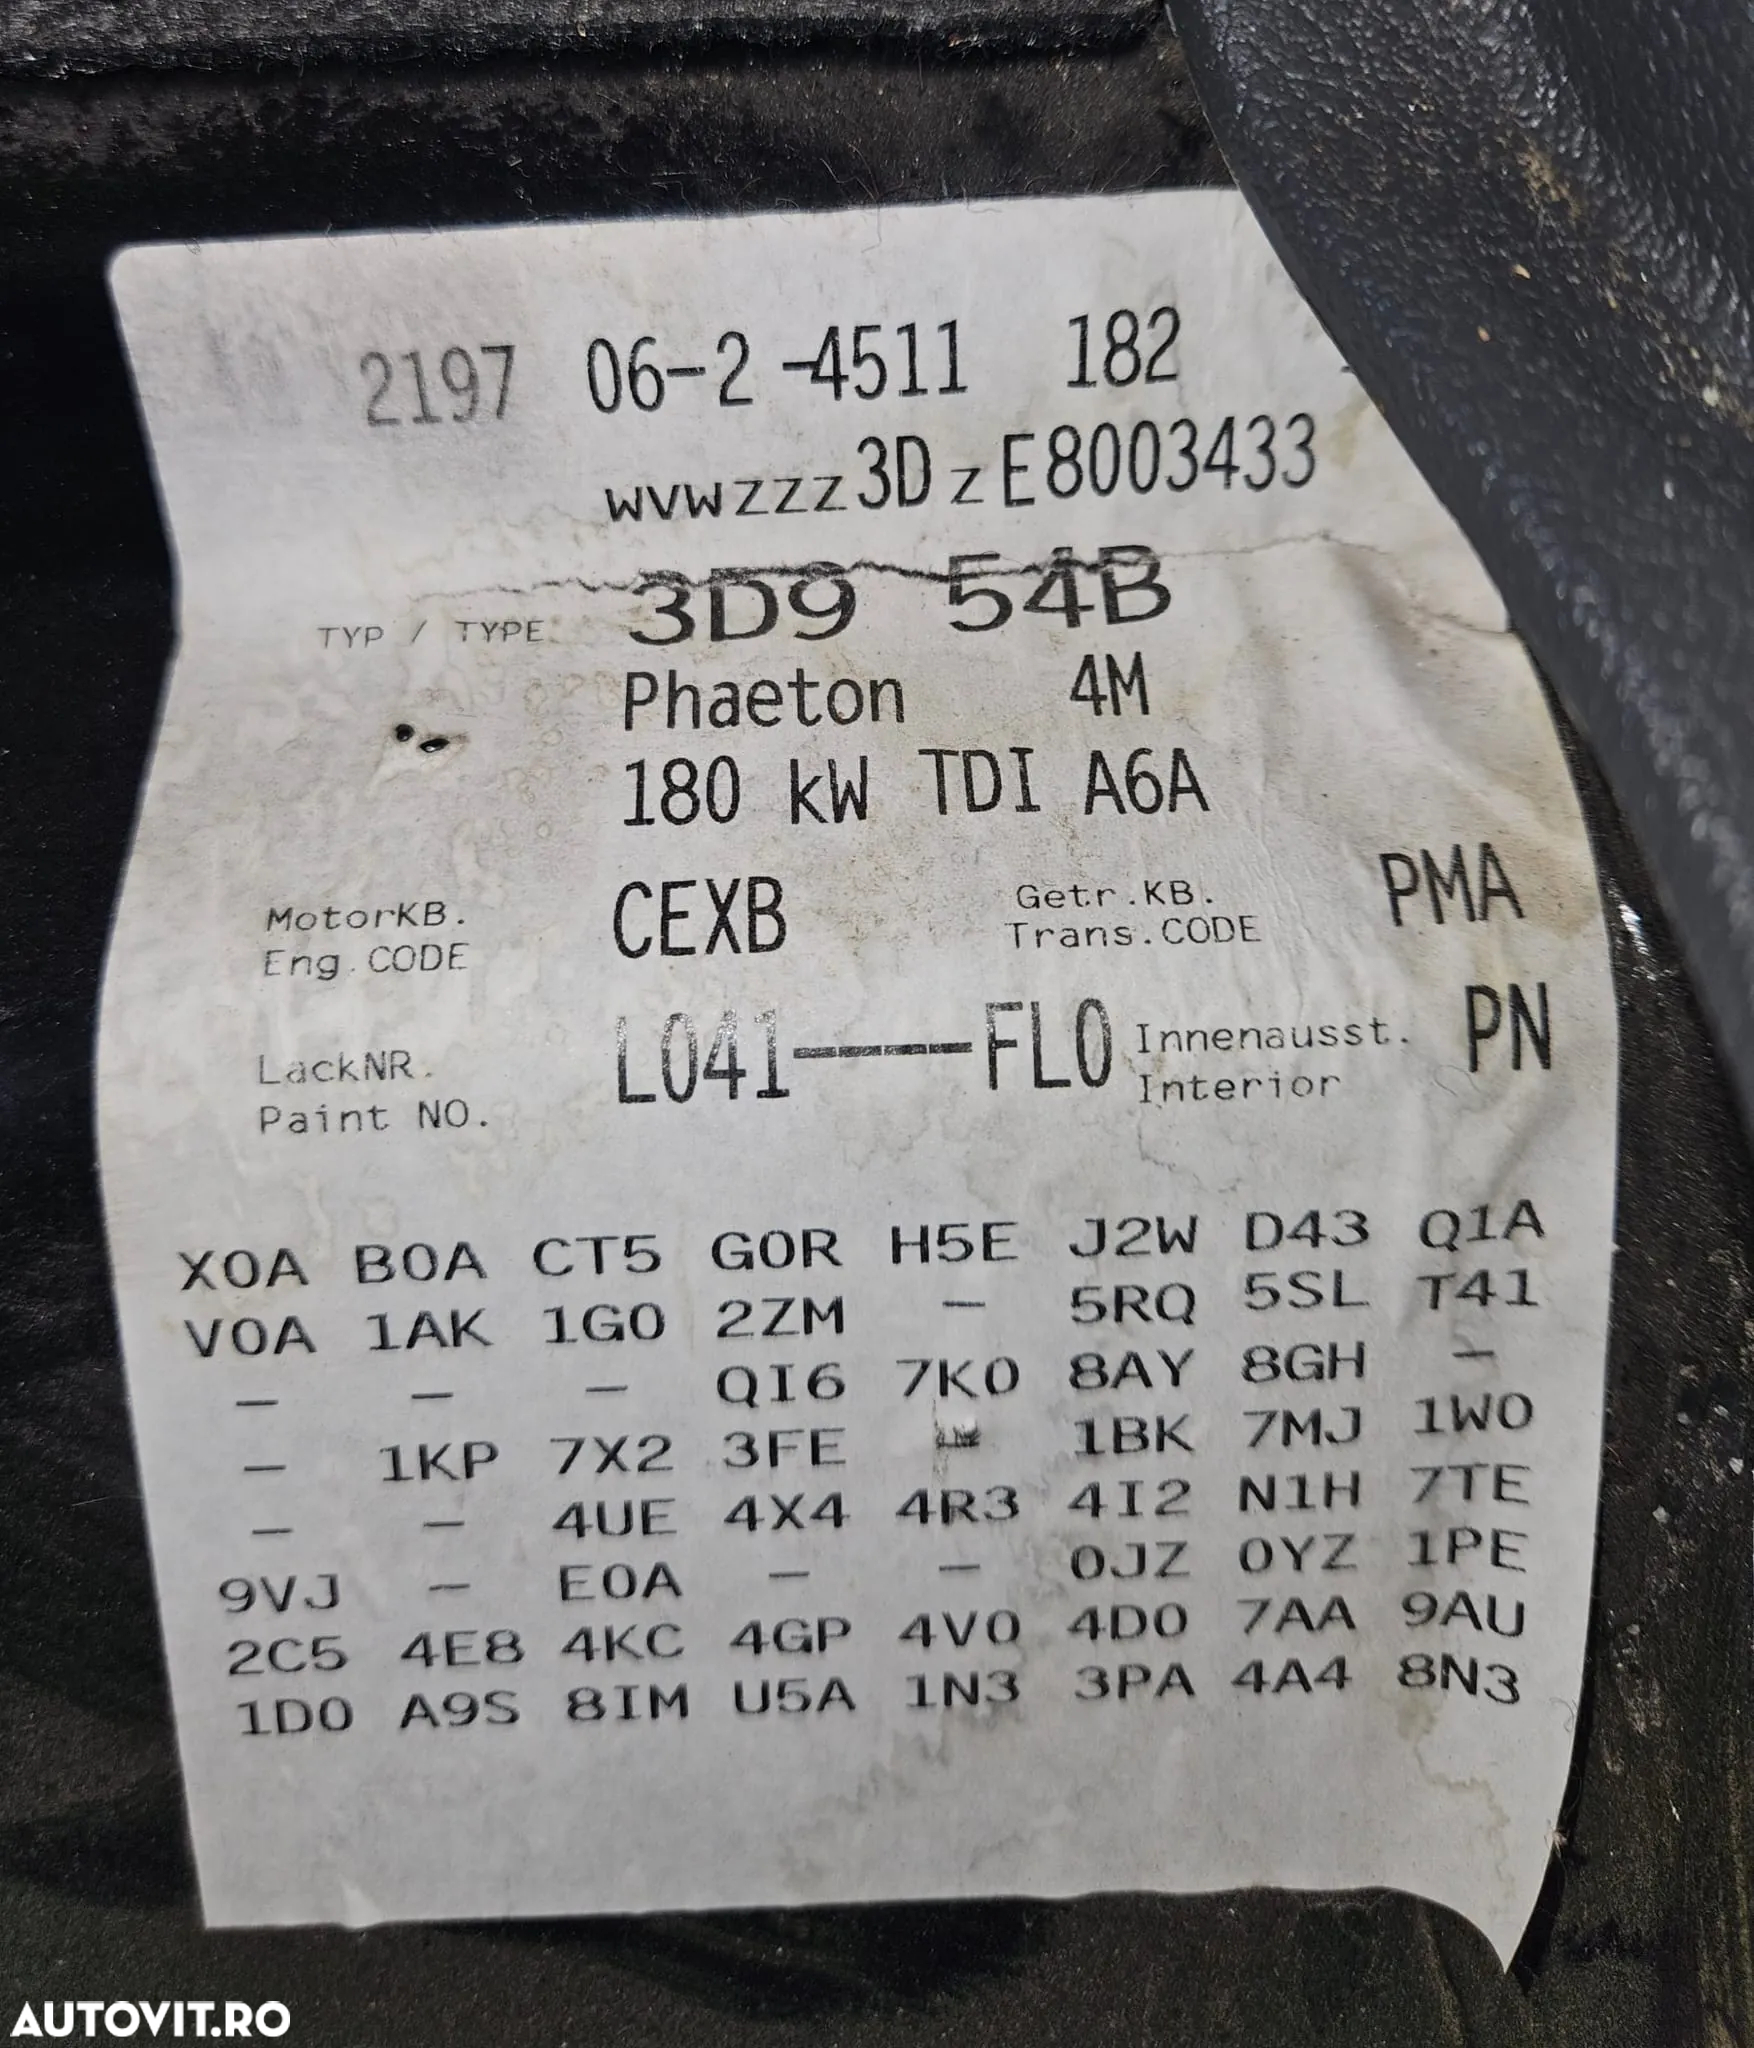 2197 06-2 -4511 182
WVWZZZ3DZE8003433
TYP / TYPE 3D9 54B
Phaeton 4M
180 kW TDI A6A
MotorKB. CEXB Getr.KB. PMA
Eng.CODE Trans.CODE
LackNR. L041----FL0 Innenausst. PN
Paint NO. Interior
X0A B0A CT5 G0R H5E J2W D43 Q1A
V0A 1AK 1G0 2ZM - 5RQ 5SL T41
- - - QI6 7K0 8AY 8GH -
- 1KP 7X2 3FE 1BK 7MJ 1W0
- - 4UE 4X4 4R3 4I2 N1H 7TE
9VJ - E0A - - 0JZ 0YZ 1PE
2C5 4E8 4KC 4GP 4V0 4D0 7AA 9AU
1D0 A9S 8IM U5A 1N3 3PA 4A4 8N3
AUTOVIT.RO